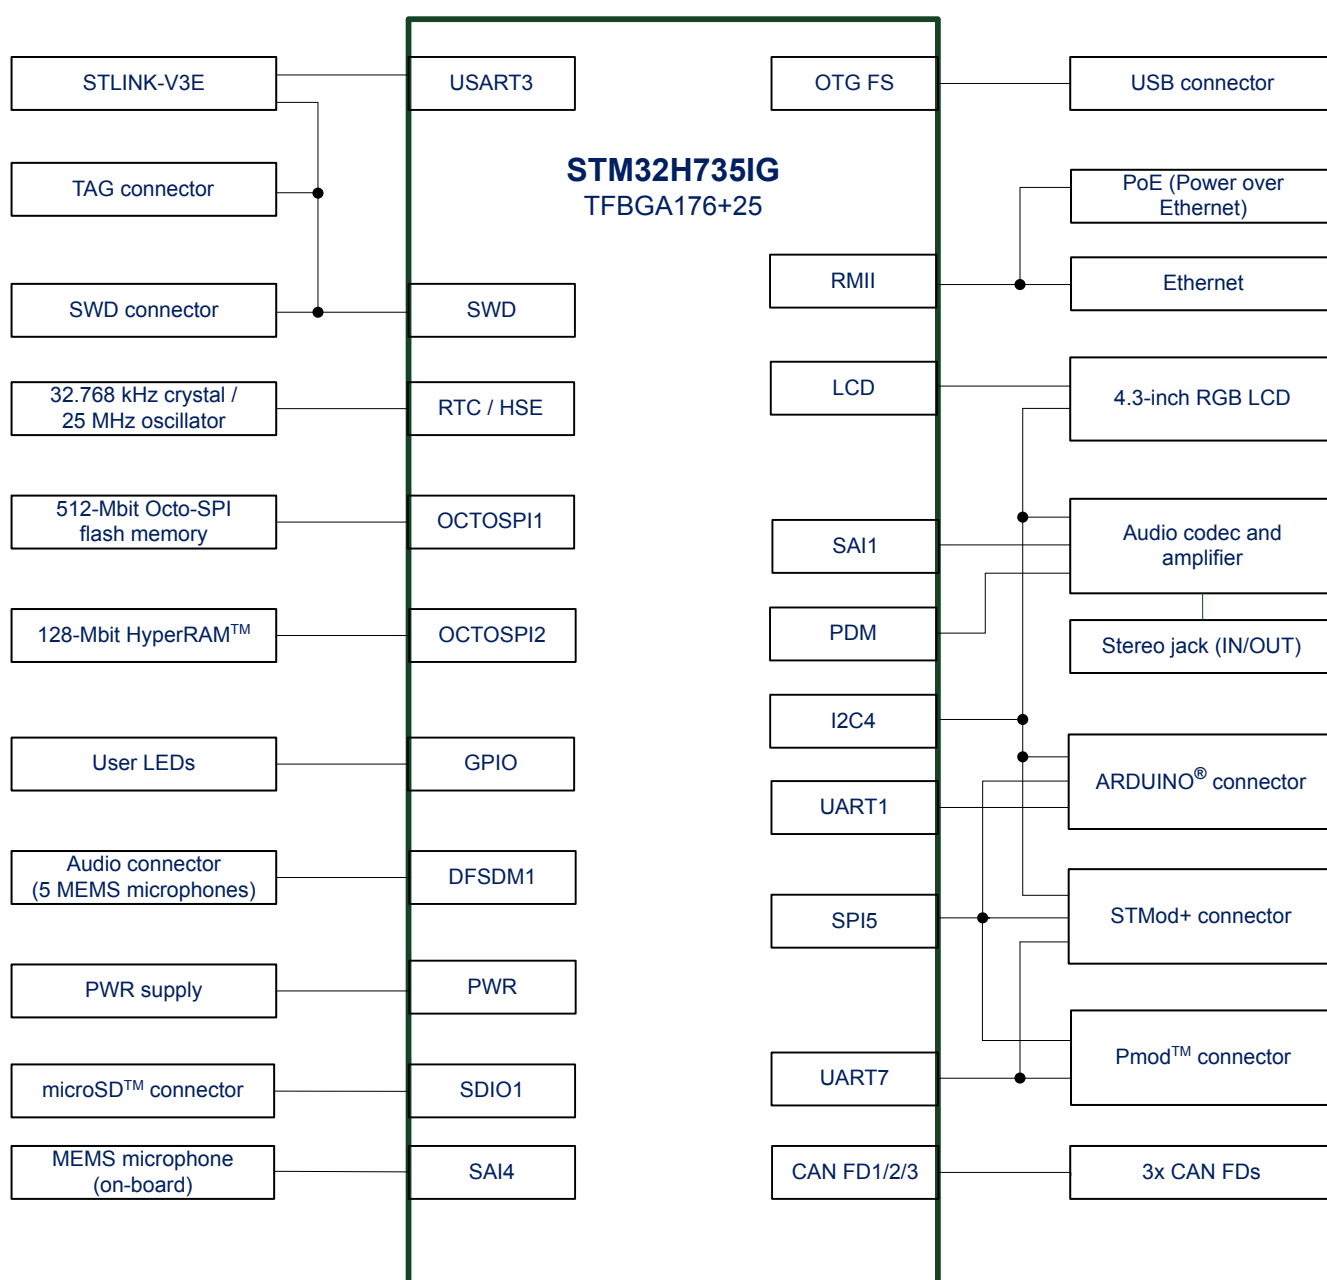 STLINK-V3E
USART3
OTG FS
USB connector
STM32H735IG
TFBGA176+25
TAG connector
PoE (Power over
Ethernet)
SWD connector
SWD
RMII
Ethernet
32.768 kHz crystal /
25 MHz oscillator
RTC / HSE
LCD
4.3-inch RGB LCD
512-Mbit Octo-SPI
flash memory
OCTOSPI1
SAI1
Audio codec and
amplifier
128-Mbit HyperRAM™
OCTOSPI2
PDM
Stereo jack (IN/OUT)
I2C4
User LEDs
GPIO
ARDUINO® connector
UART1
Audio connector
(5 MEMS microphones)
DFSDM1
SPI5
STMod+ connector
PWR supply
PWR
Pmod™ connector
microSD™ connector
SDIO1
UART7
MEMS microphone
(on-board)
SAI4
CAN FD1/2/3
3x CAN FDs